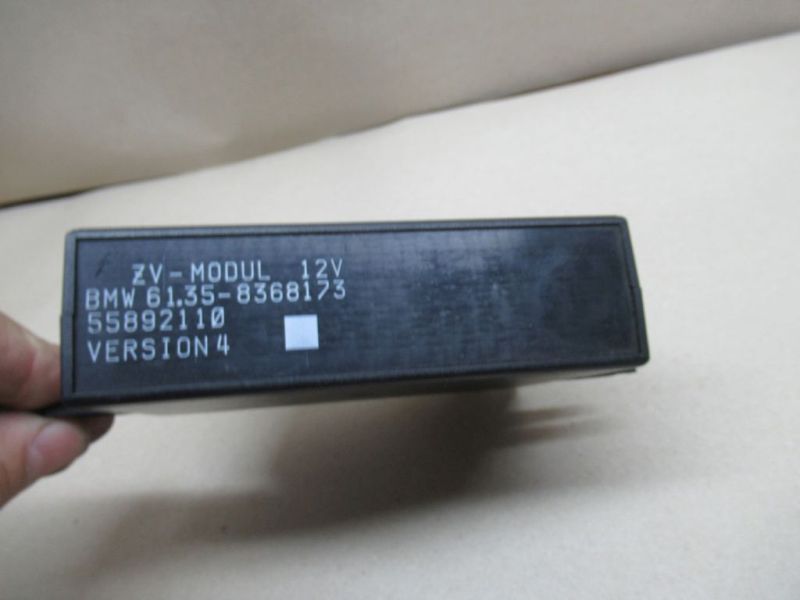 ZV-MODUL 12V
BMW 61.35-8368173
55892110
VERSION 4